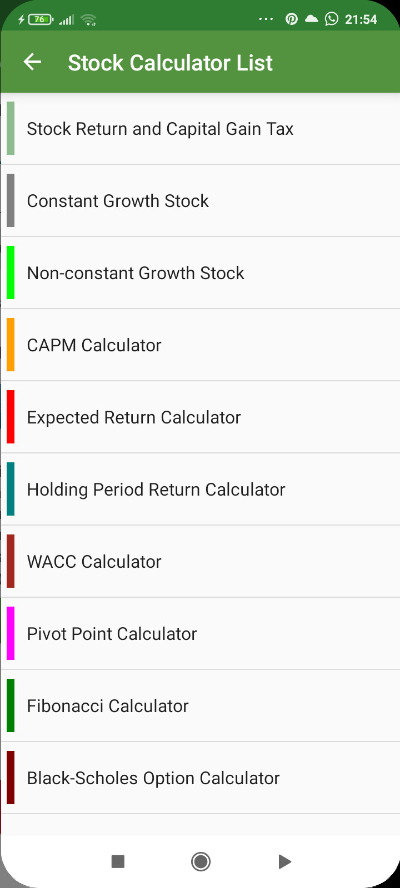 76
21:54
Stock Calculator List
Stock Return and Capital Gain Tax
Constant Growth Stock
Non-constant Growth Stock
CAPM Calculator
Expected Return Calculator
Holding Period Return Calculator
WACC Calculator
Pivot Point Calculator
Fibonacci Calculator
Black-Scholes Option Calculator